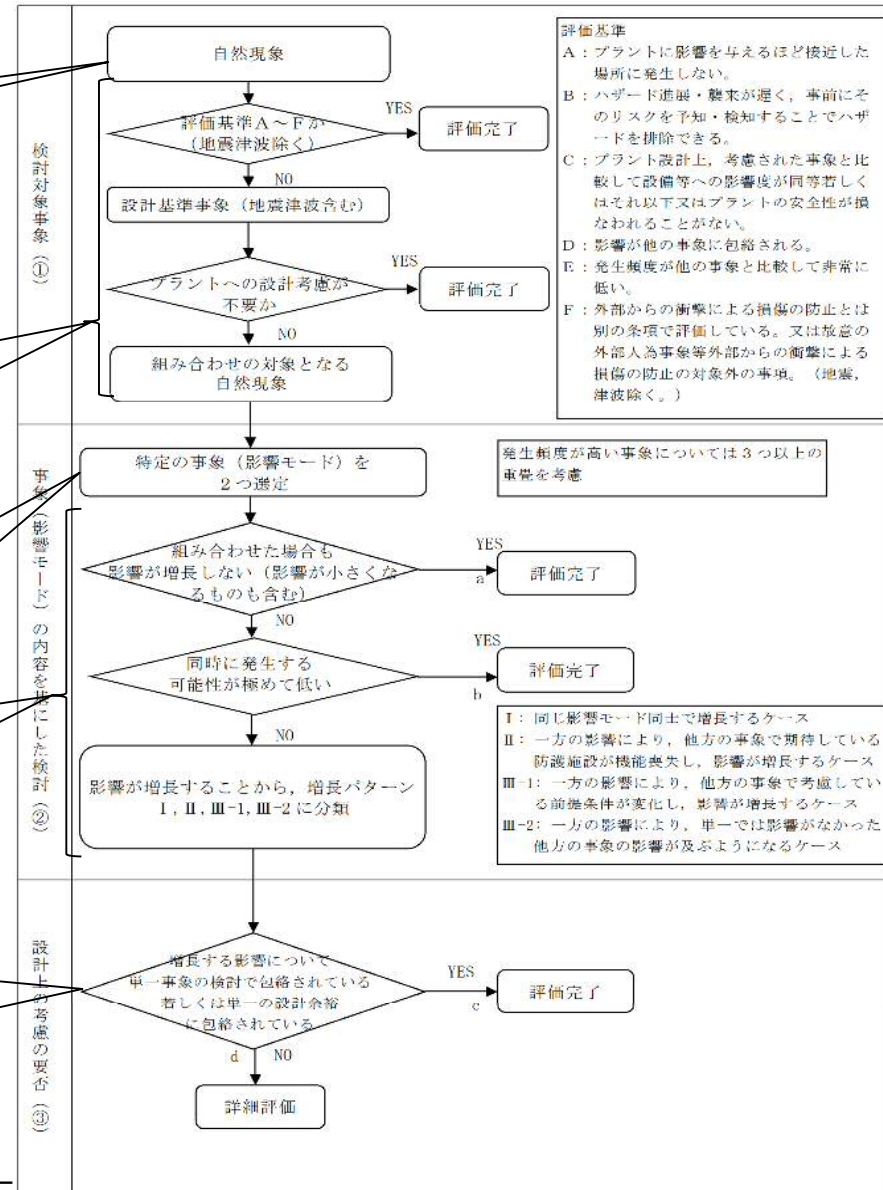 検討対象事象（①）
自然現象
評価基準A～Fか
（地震津波除く）
YES
評価完了
NO
設計基準事象（地震津波含む）
プラントへの設計考慮が
不要か
YES
評価完了
NO
組み合わせの対象となる
自然現象
評価基準
A：プラントに影響を与えるほど接近した
場所に発生しない。
B：ハザード進展・襲来が遅く，事前にそ
のリスクを予知・検知することでハザ
ードを排除できる。
C：プラント設計上，考慮された事象と比
較して設備等への影響度が同等若しく
はそれ以下又はプラントの安全性が損
なわれることがない。
D：影響が他の事象に包絡される。
E：発生頻度が他の事象と比較して非常に
低い。
F：外部からの衝撃による損傷の防止とは
別の条項で評価している。又は故意の
外部人為事象等外部からの衝撃による
損傷の防止の対象外の事項。（地震，
津波除く。）
事象（影響モード）の内容を基にした検討（②）
特定の事象（影響モード）を
2つ選定
発生頻度が高い事象については3つ以上の
重畳を考慮
組み合わせた場合も
影響が増長しない（影響が小さくな
るものも含む）
YES
a
評価完了
NO
同時に発生する
可能性が極めて低い
YES
b
評価完了
NO
影響が増長することから，増長パターン
Ⅰ，Ⅱ，Ⅲ-1，Ⅲ-2に分類
Ⅰ：同じ影響モード同士で増長するケース
Ⅱ：一方の影響により，他方の事象で期待している
防護施設が機能喪失し，影響が増長するケース
Ⅲ-1：一方の影響により，他方の事象で考慮してい
る前提条件が変化し，影響が増長するケース
Ⅲ-2：一方の影響により，単一では影響がなかった
他方の事象の影響が及ぶようになるケース
設計上の考慮の要否（③）
増長する影響について
単一事象の検討で包絡されている
若しくは単一の設計余裕
に包絡されている
YES
c
評価完了
d
NO
詳細評価